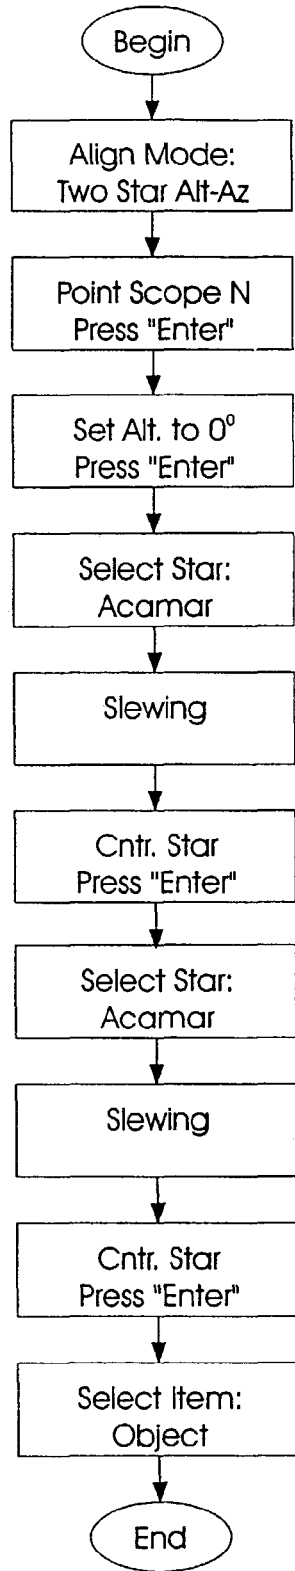 Begin
Align Mode:
Two Star Alt-Az
Point Scope N
Press "Enter"
Set Alt. to 0⁰
Press "Enter"
Select Star:
Acamar
Slewing
Cntr. Star
Press "Enter"
Select Star:
Acamar
Slewing
Cntr. Star
Press "Enter"
Select Item:
Object
End